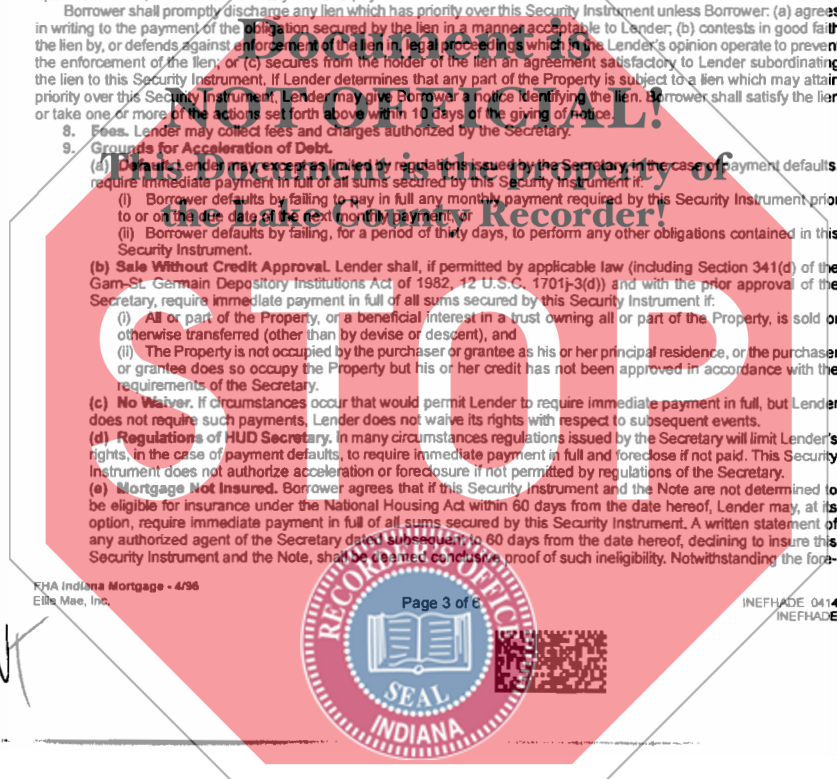 Borrower shall promptly discharge any lien which has priority over this Security Instrument unless Borrower: (a) agrees
in writing to the payment of the obligation secured by the lien in a manner acceptable to Lender; (b) contests in good faith
the lien by, or defends against enforcement of the lien in, legal proceedings which in the Lender's opinion operate to prevent
the enforcement of the lien; or (c) secures from the holder of the lien an agreement satisfactory to Lender subordinating
the lien to this Security Instrument. If Lender determines that any part of the Property is subject to a lien which may attain
priority over this Security Instrument, Lender may give Borrower a notice identifying the lien. Borrower shall satisfy the lien
or take one or more of the actions set forth above within 10 days of the giving of notice.
8. Fees. Lender may collect fees and charges authorized by the Secretary.
9. Grounds for Acceleration of Debt.
(a) Default. Lender may, except as limited by regulations issued by the Secretary, in the case of payment defaults,
require immediate payment in full of all sums secured by this Security Instrument if:
(i) Borrower defaults by failing to pay in full any monthly payment required by this Security Instrument prior
to or on the due date of the next monthly payment, or
(ii) Borrower defaults by failing, for a period of thirty days, to perform any other obligations contained in this
Security Instrument.
(b) Sale Without Credit Approval. Lender shall, if permitted by applicable law (including Section 341(d) of the
Garn-St. Germain Depository Institutions Act of 1982, 12 U.S.C. 1701j-3(d)) and with the prior approval of the
Secretary, require immediate payment in full of all sums secured by this Security Instrument if:
(i) All or part of the Property, or a beneficial interest in a trust owning all or part of the Property, is sold or
otherwise transferred (other than by devise or descent), and
(ii) The Property is not occupied by the purchaser or grantee as his or her principal residence, or the purchaser
or grantee does so occupy the Property but his or her credit has not been approved in accordance with the
requirements of the Secretary.
(c) No Waiver. If circumstances occur that would permit Lender to require immediate payment in full, but Lender
does not require such payments, Lender does not waive its rights with respect to subsequent events.
(d) Regulations of HUD Secretary. In many circumstances regulations issued by the Secretary will limit Lender's
rights, in the case of payment defaults, to require immediate payment in full and foreclose if not paid. This Security
Instrument does not authorize acceleration or foreclosure if not permitted by regulations of the Secretary.
(e) Mortgage Not Insured. Borrower agrees that if this Security Instrument and the Note are not determined to
be eligible for insurance under the National Housing Act within 60 days from the date hereof, Lender may, at its
option, require immediate payment in full of all sums secured by this Security Instrument. A written statement of
any authorized agent of the Secretary dated subsequent to 60 days from the date hereof, declining to insure this
Security Instrument and the Note, shall be deemed conclusive proof of such ineligibility. Notwithstanding the fore-
FHA Indiana Mortgage - 4/96
Ellie Mae, Inc.
Page 3 of 6
INEFHADE 0414
INEFHADE
Document is
NOT OFFICIAL!
This Document is the property of
the Lake County Recorder!
STOP
RECORDER'S OFFICE
SEAL
INDIANA